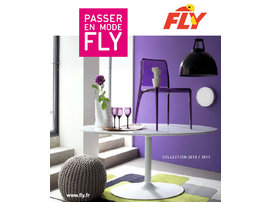 PASSER
EN MODE
FLY
FLY
COLLECTION 2010 / 2011
www.fly.fr